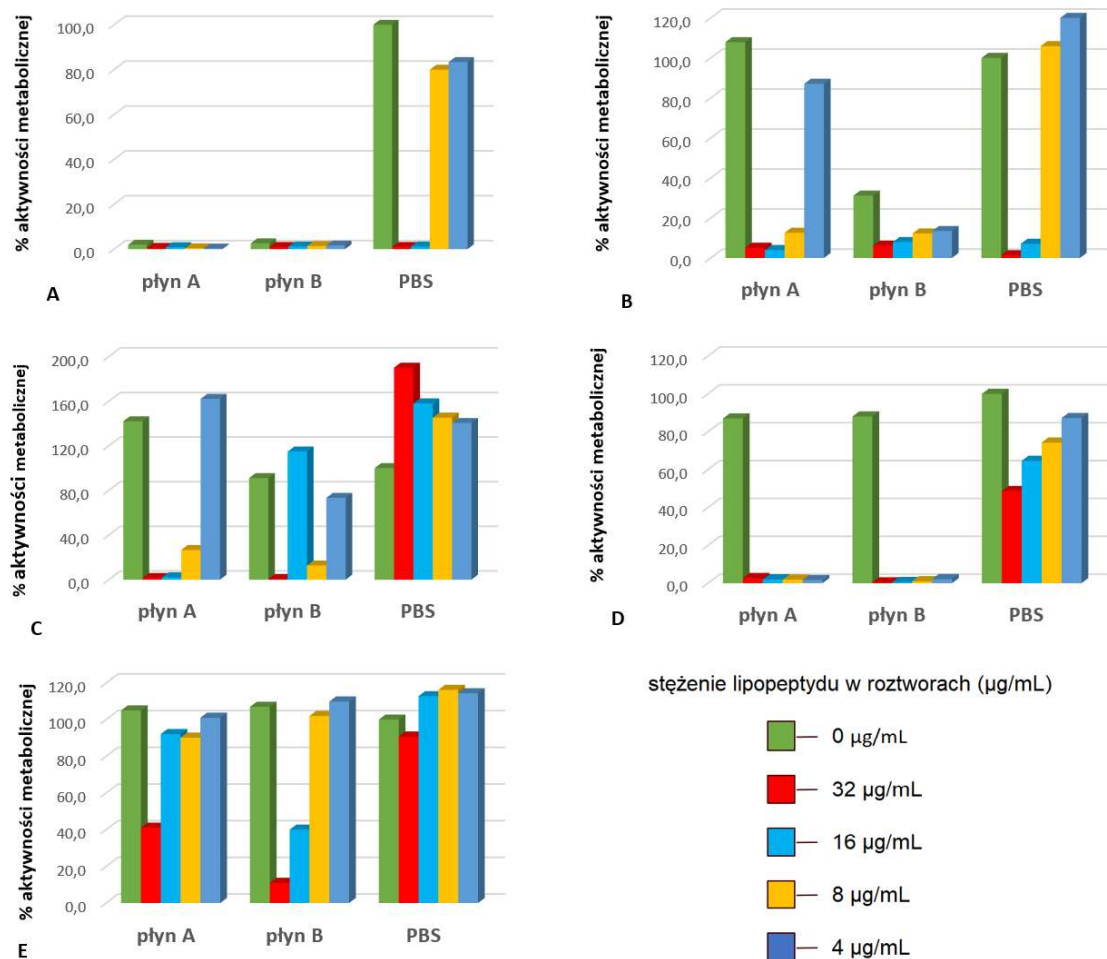 % aktywności metabolicznej
100,0
80,0
60,0
40,0
20,0
0,0
płyn A
płyn B
PBS
A
% aktywności metabolicznej
120,0
100,0
80,0
60,0
40,0
20,0
0,0
płyn A
płyn B
PBS
B
% aktywności metabolicznej
200,0
160,0
120,0
80,0
40,0
0,0
płyn A
płyn B
PBS
C
% aktywności metabolicznej
120,0
100,0
80,0
60,0
40,0
20,0
0,0
płyn A
płyn B
PBS
D
% aktywności metabolicznej
120,0
100,0
80,0
60,0
40,0
20,0
0,0
płyn A
płyn B
PBS
E
stężenie lipopeptydu w roztworach (µg/mL)
0 µg/mL
32 µg/mL
16 µg/mL
8 µg/mL
4 µg/mL